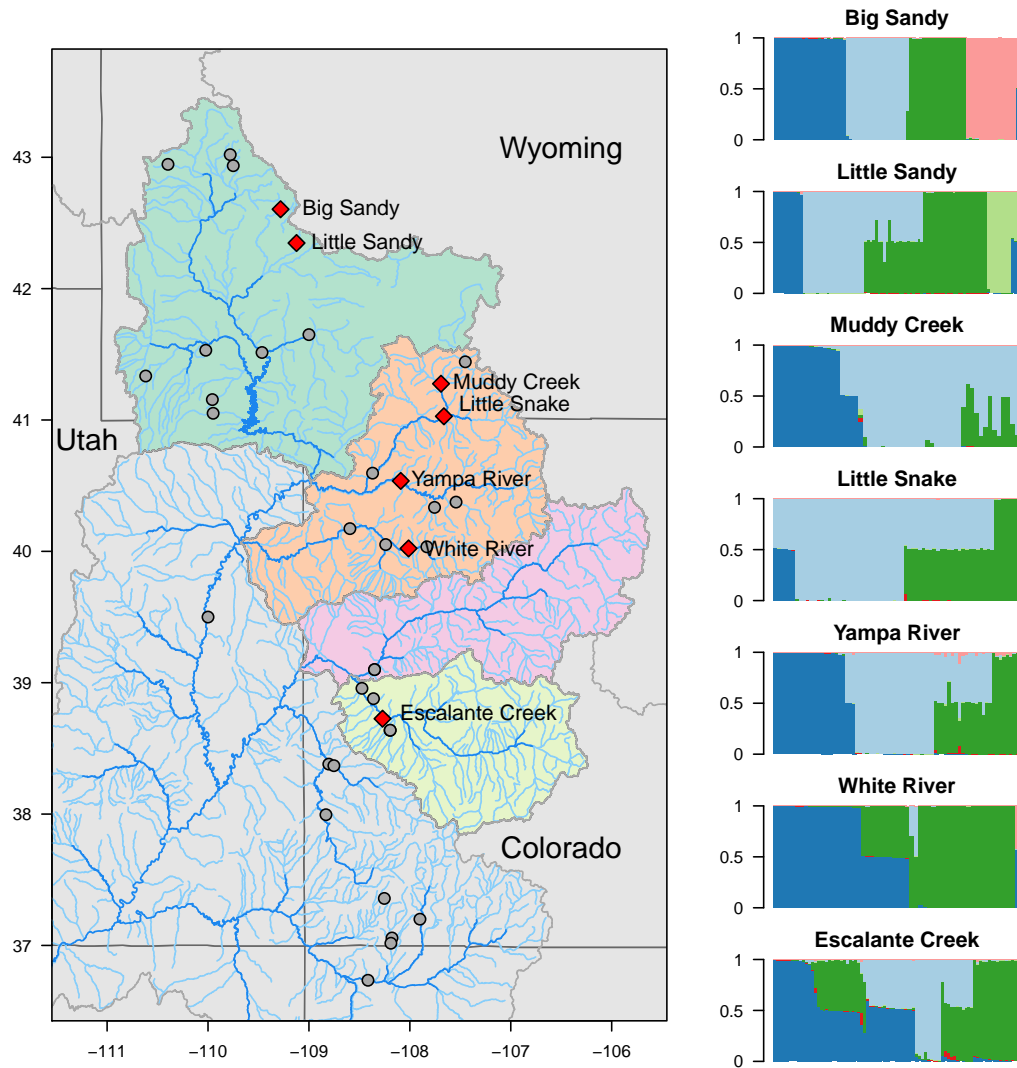 Wyoming
Big Sandy
Little Sandy
Muddy Creek
Little Snake
Utah
Yampa River
White River
Escalante Creek
Colorado
43
42
41
40
39
38
37
−111
−110
−109
−108
−107
−106
Big Sandy
1
0.5
0
Little Sandy
1
0.5
0
Muddy Creek
1
0.5
0
Little Snake
1
0.5
0
Yampa River
1
0.5
0
White River
1
0.5
0
Escalante Creek
1
0.5
0